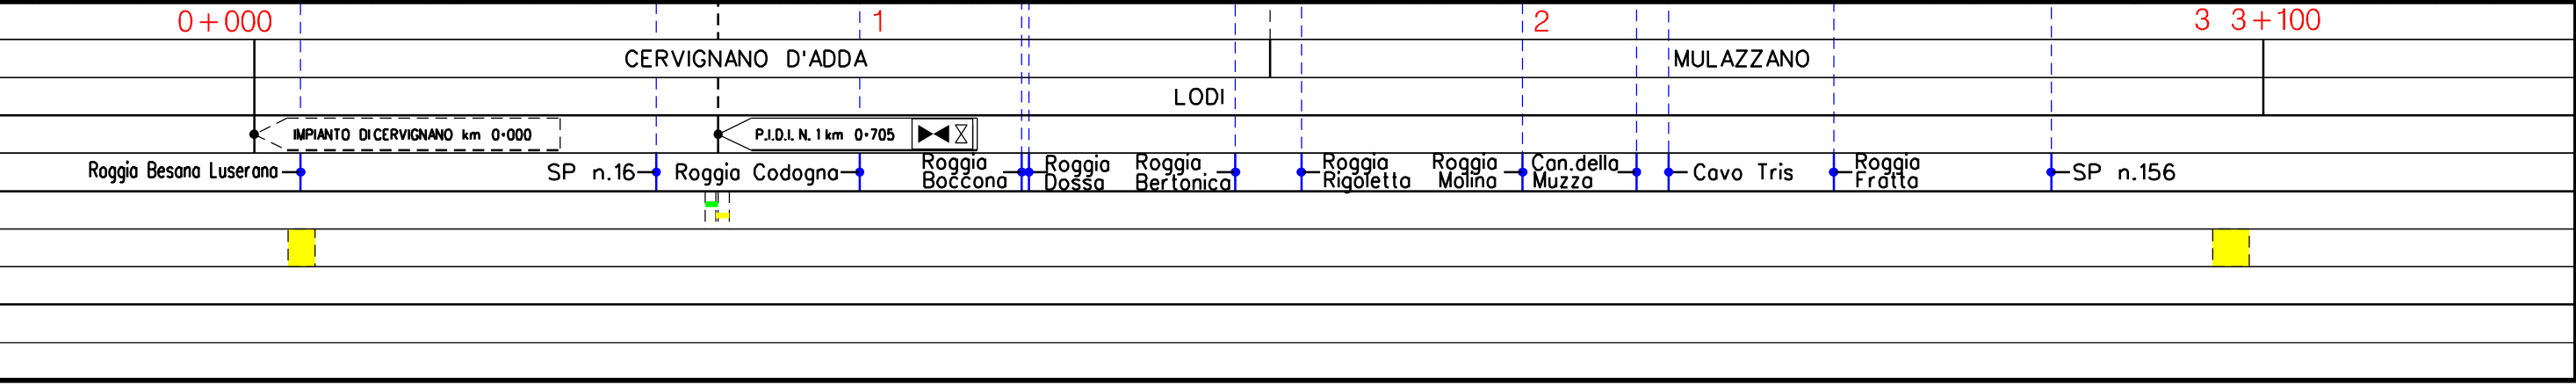 0+000 1 2 3 3+100
CERVIGNANO D'ADDA MULAZZANO
LODI
IMPIANTO DI CERVIGNANO km 0+000 P.I.D.I. N. 1 km 0+705
Roggia Besana Luserana
SP n.16
Roggia Codogna
Roggia
Boccona
Roggia
Dossa
Roggia
Bertonica
Roggia
Rigoletta
Roggia
Molina
Can.della
Muzza
Cavo Tris
Roggia
Fratta
SP n.156